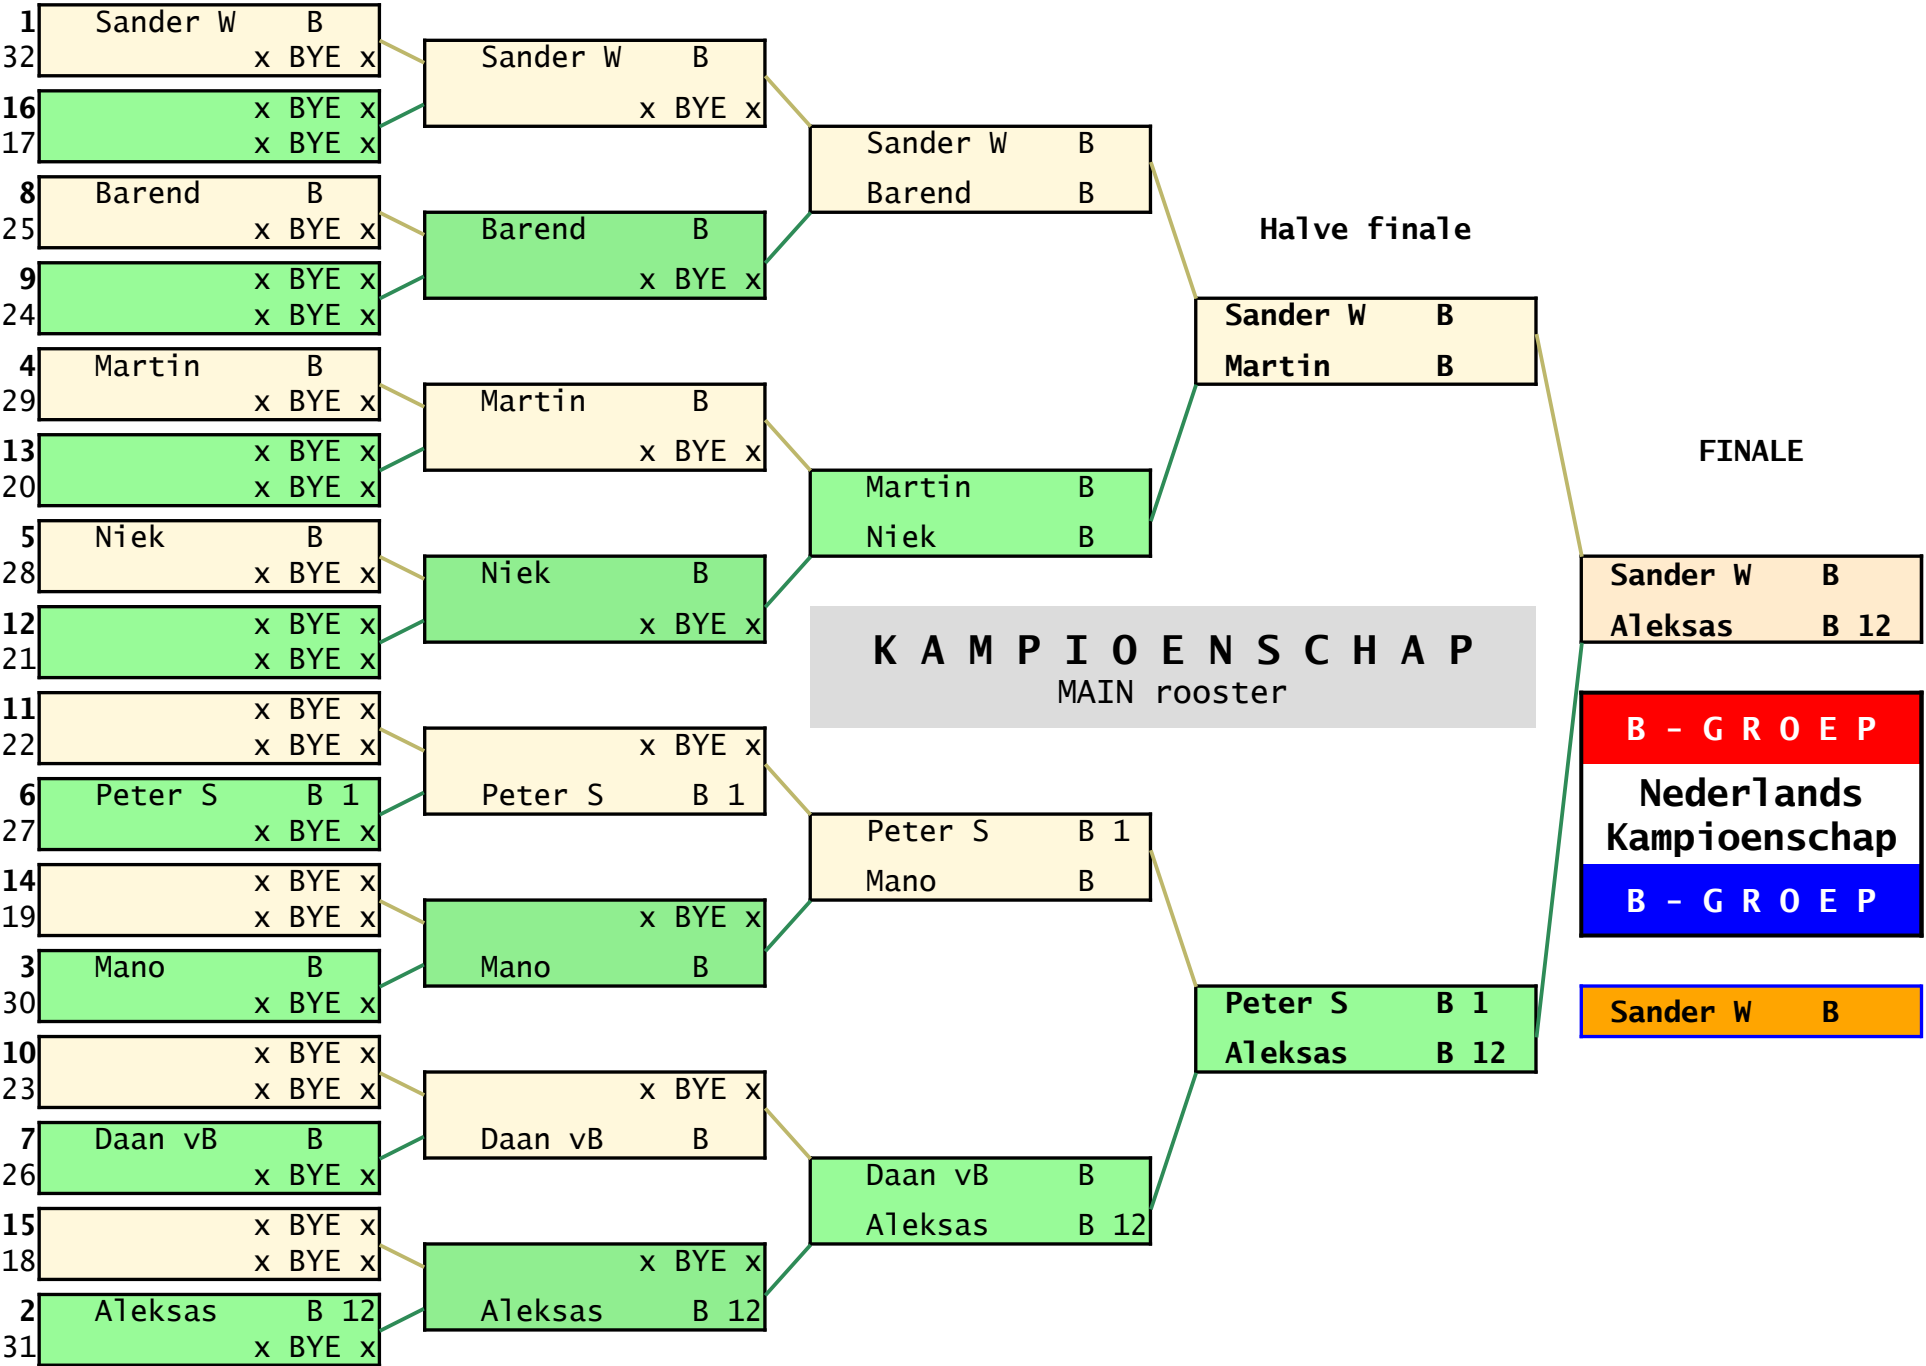 1 Sander W B
32 x BYE x
16 x BYE x
17 x BYE x
8 Barend B
25 x BYE x
9 x BYE x
24 x BYE x
4 Martin B
29 x BYE x
13 x BYE x
20 x BYE x
5 Niek B
28 x BYE x
12 x BYE x
21 x BYE x
11 x BYE x
22 x BYE x
6 Peter S B 1
27 x BYE x
14 x BYE x
19 x BYE x
3 Mano B
30 x BYE x
10 x BYE x
23 x BYE x
7 Daan vB B
26 x BYE x
15 x BYE x
18 x BYE x
2 Aleksas B 12
31 x BYE x
Sander W B
x BYE x
Barend B
x BYE x
Martin B
x BYE x
Niek B
x BYE x
x BYE x
Peter S B 1
x BYE x
Mano B
x BYE x
Daan vB B
x BYE x
Aleksas B 12
Sander W B
Barend B
Martin B
Niek B
K A M P I O E N S C H A P
MAIN rooster
Peter S B 1
Mano B
Daan vB B
Aleksas B 12
Halve finale
Sander W B
Martin B
Peter S B 1
Aleksas B 12
FINALE
Sander W B
Aleksas B 12
B - G R O E P
Nederlands
Kampioenschap
B - G R O E P
Sander W B